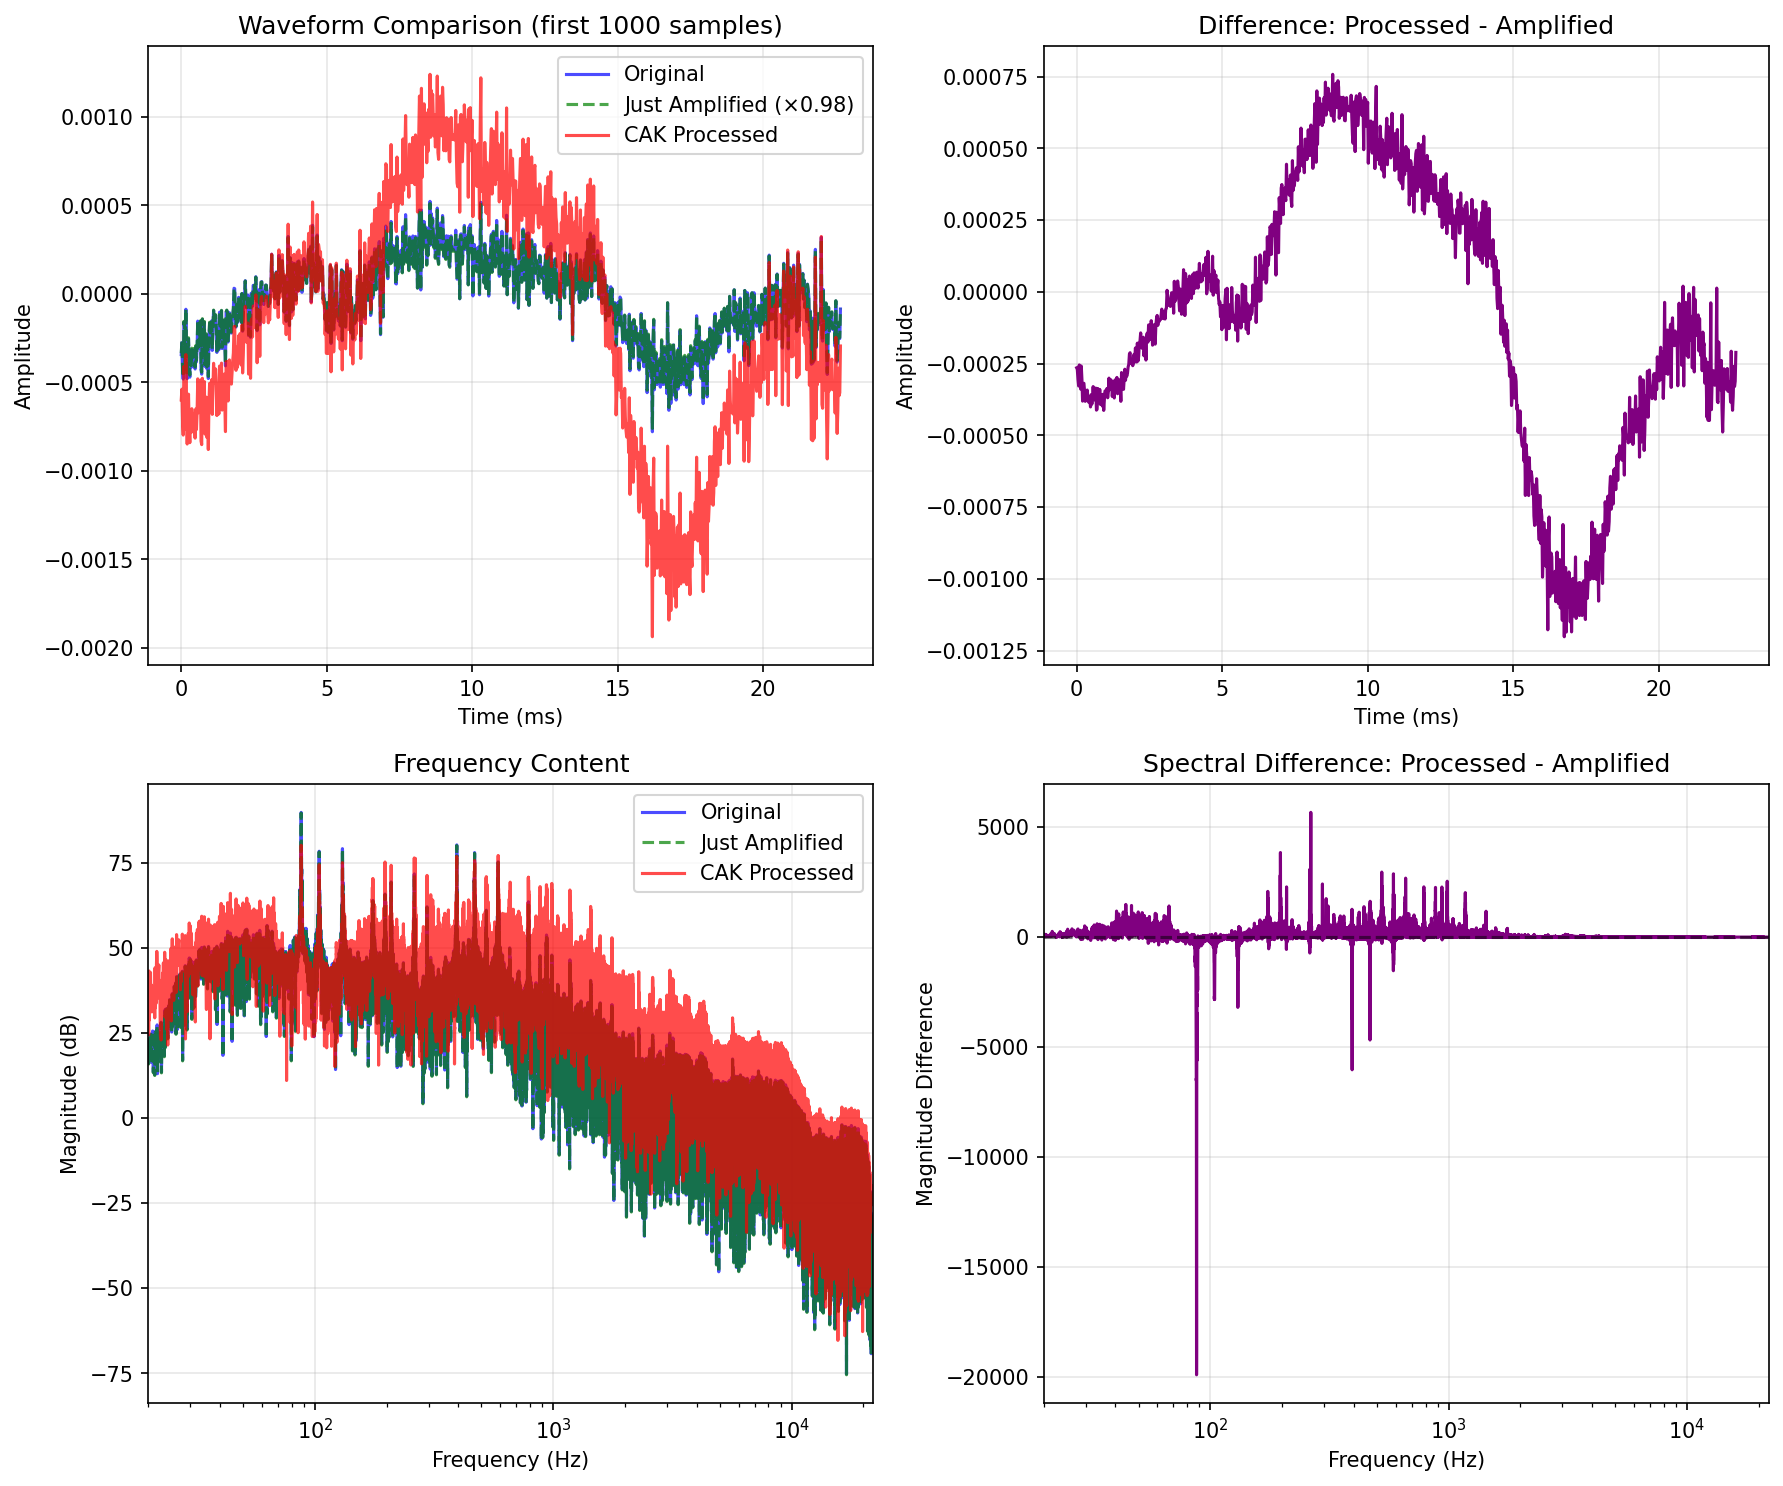 Waveform Comparison (first 1000 samples)
Original
Just Amplified (×0.98)
CAK Processed
0.0010
0.0005
0.0000
−0.0005
−0.0010
−0.0015
−0.0020
Amplitude
0 5 10 15 20
Time (ms)
Difference: Processed - Amplified
0.00075
0.00050
0.00025
0.00000
−0.00025
−0.00050
−0.00075
−0.00100
−0.00125
Amplitude
0 5 10 15 20
Time (ms)
Frequency Content
Original
Just Amplified
CAK Processed
75
50
25
0
−25
−50
−75
Magnitude (dB)
10² 10³ 10⁴
Frequency (Hz)
Spectral Difference: Processed - Amplified
5000
0
−5000
−10000
−15000
−20000
Magnitude Difference
10² 10³ 10⁴
Frequency (Hz)